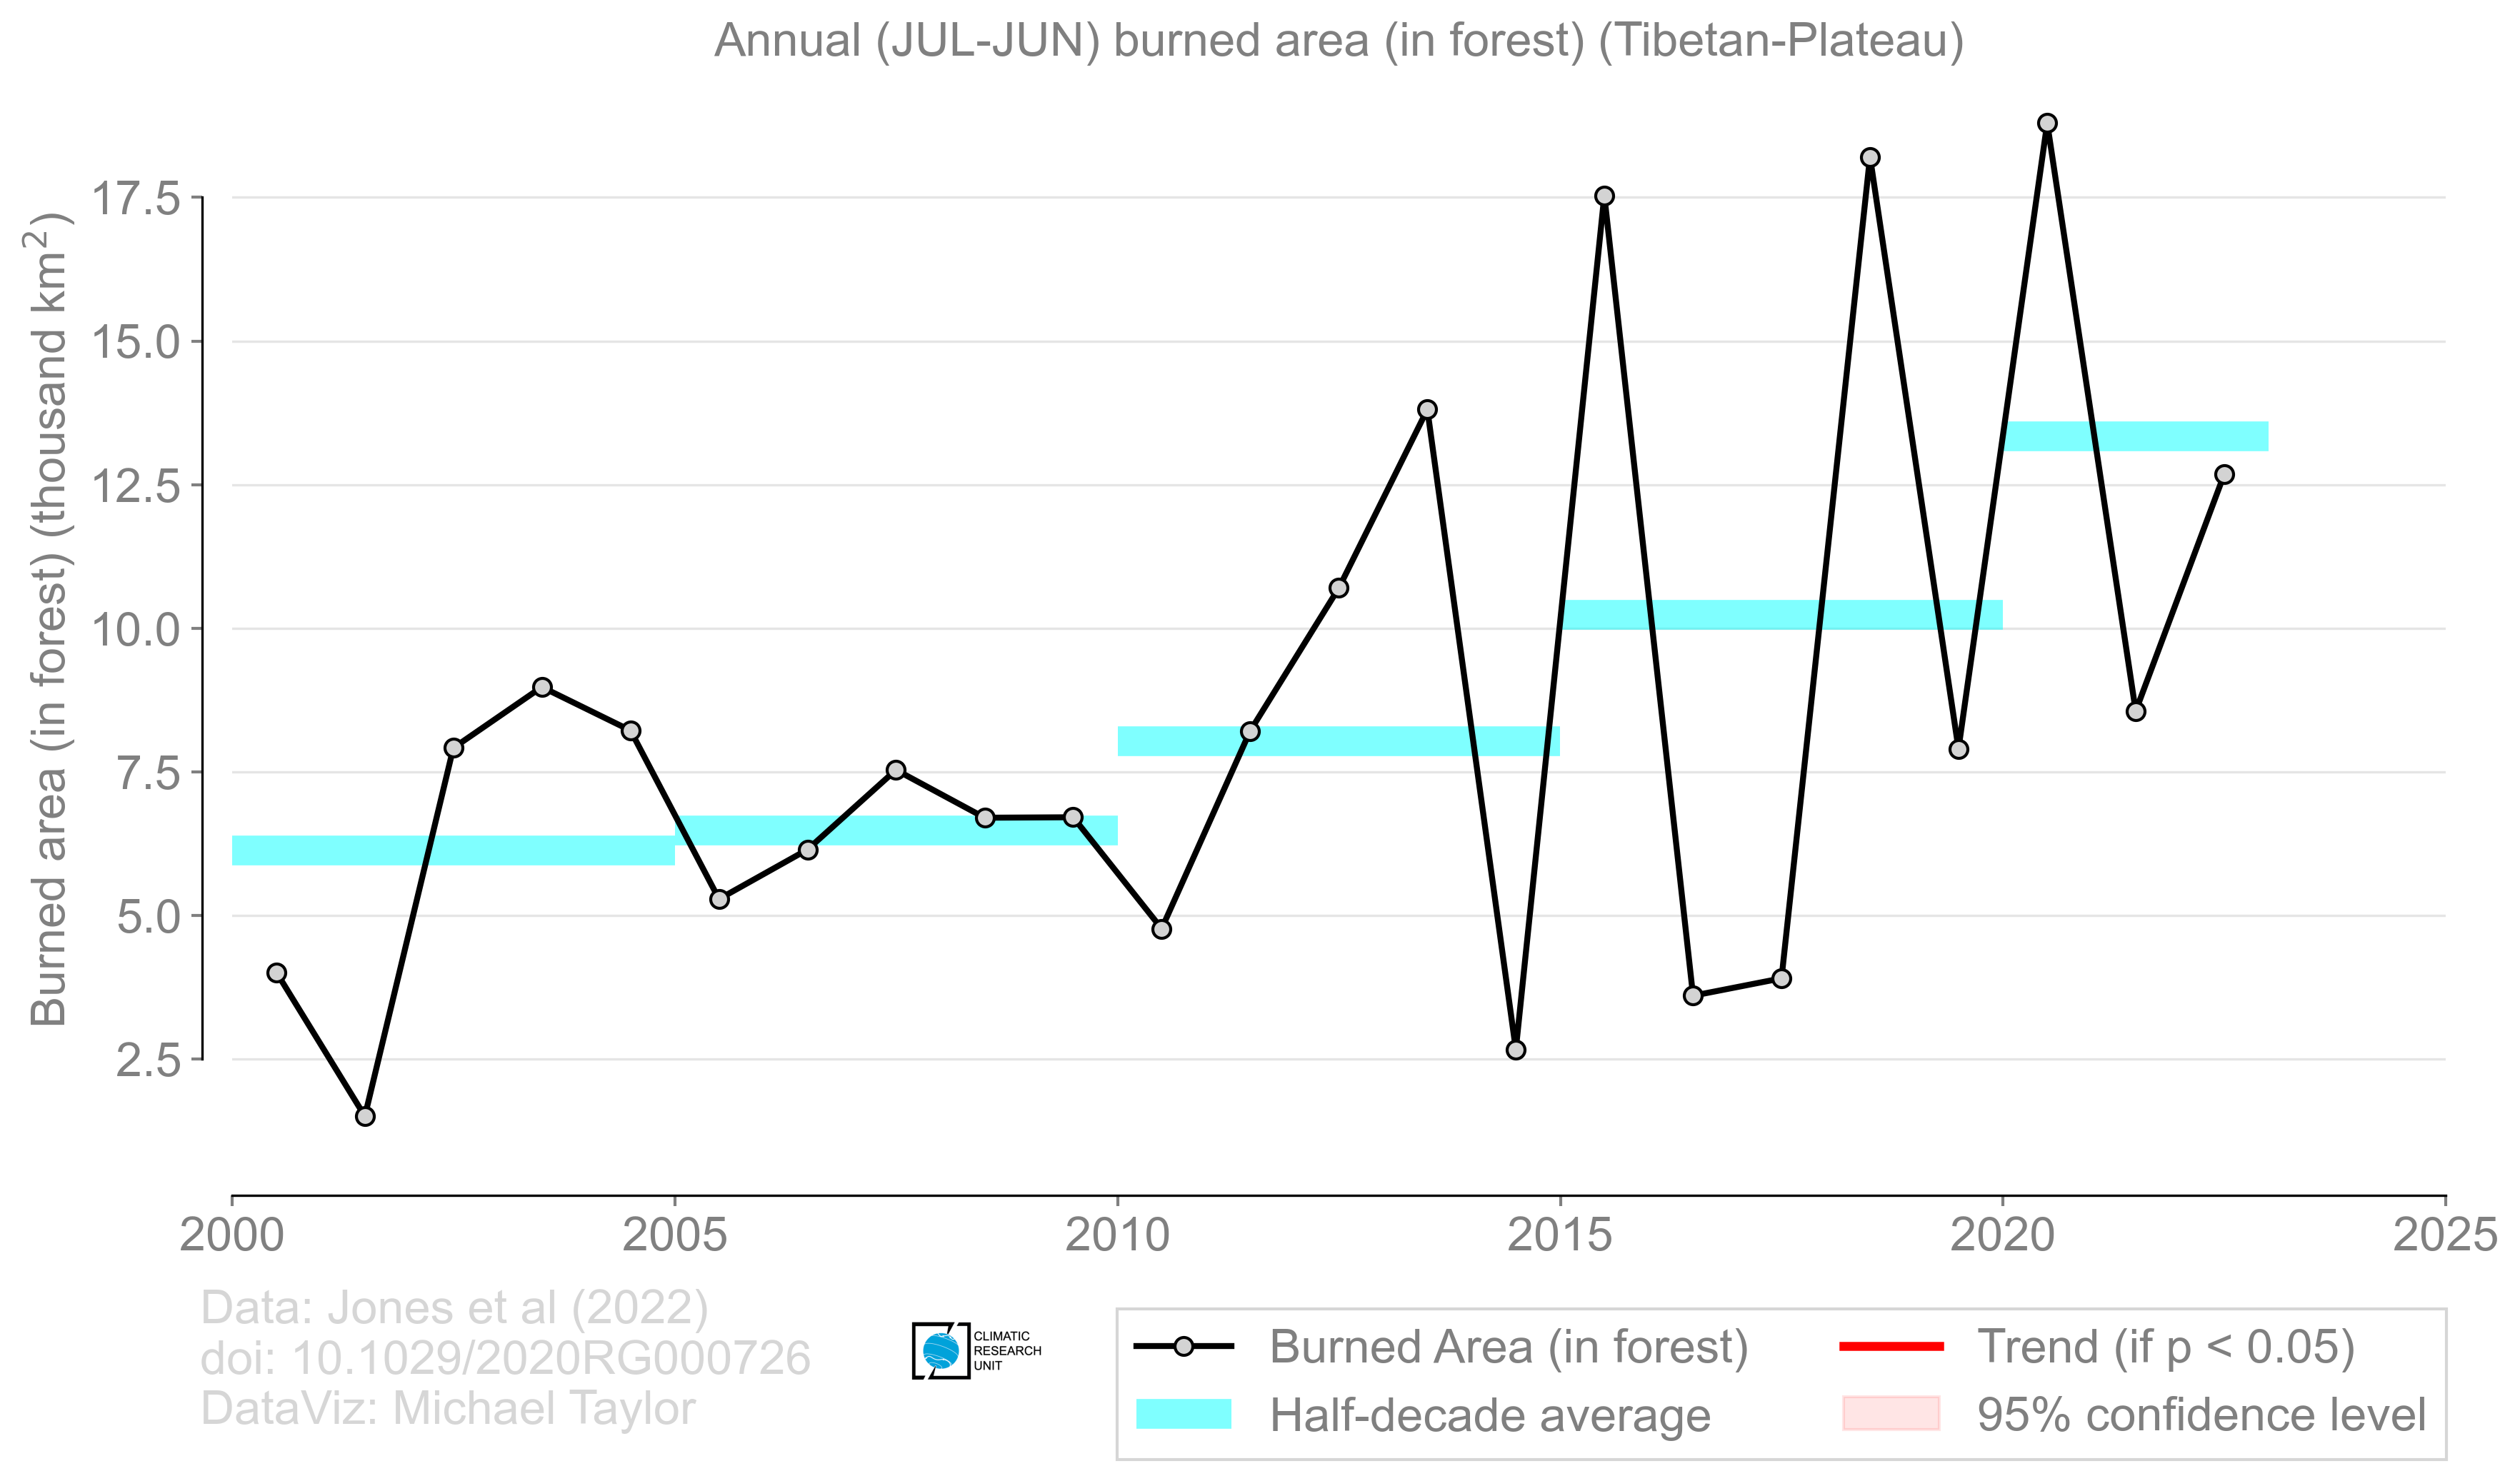 Annual (JUL-JUN) burned area (in forest) (Tibetan-Plateau)
Burned area (in forest) (thousand km²)
17.5
15.0
12.5
10.0
7.5
5.0
2.5
2000 2005 2010 2015 2020 2025
Data: Jones et al (2022)
doi: 10.1029/2020RG000726
DataViz: Michael Taylor
CLIMATIC
RESEARCH
UNIT
Burned Area (in forest)
Half-decade average
Trend (if p < 0.05)
95% confidence level